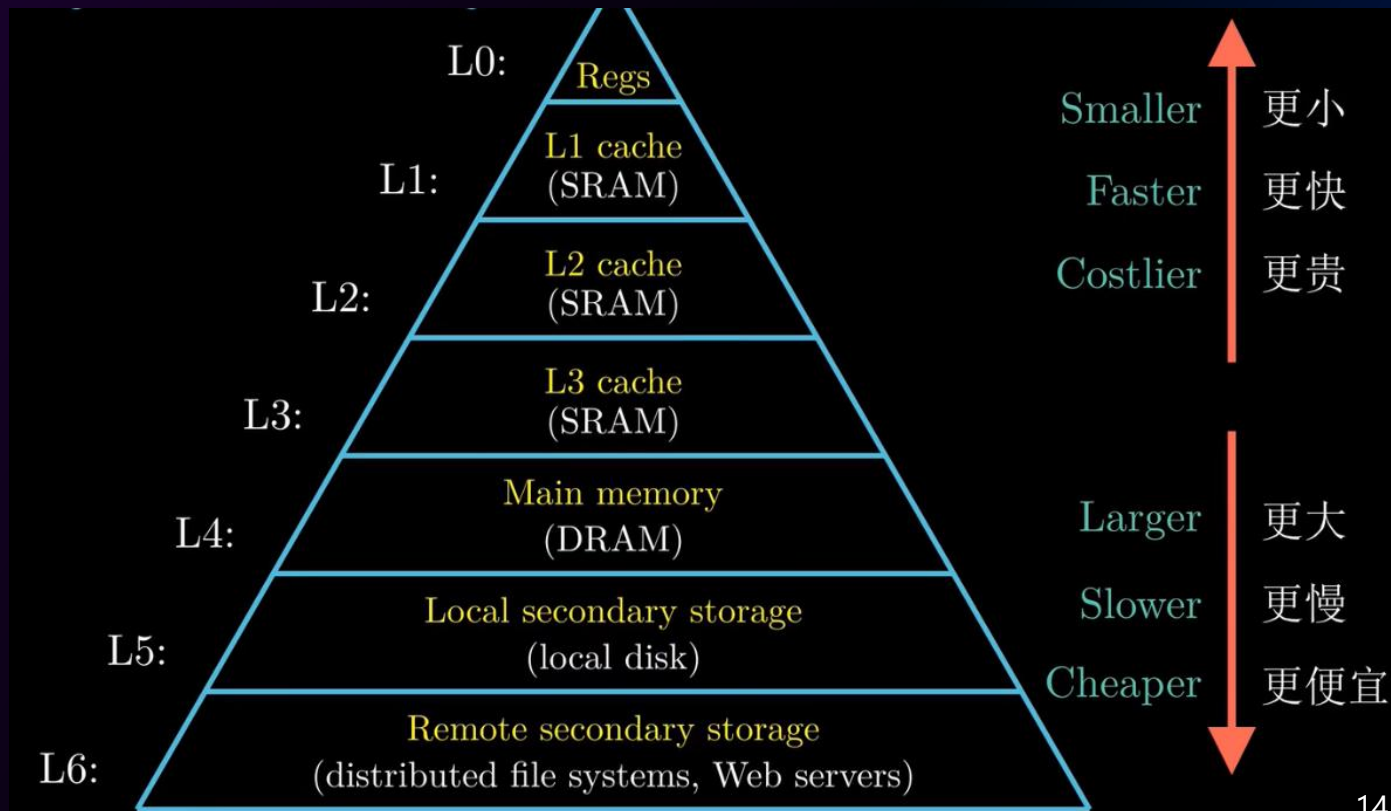 L0:
Regs
L1:
L1 cache
(SRAM)
L2:
L2 cache
(SRAM)
L3:
L3 cache
(SRAM)
L4:
Main memory
(DRAM)
L5:
Local secondary storage
(local disk)
L6:
Remote secondary storage
(distributed file systems, Web servers)
Smaller 更小
Faster 更快
Costlier 更贵
Larger 更大
Slower 更慢
Cheaper 更便宜
14